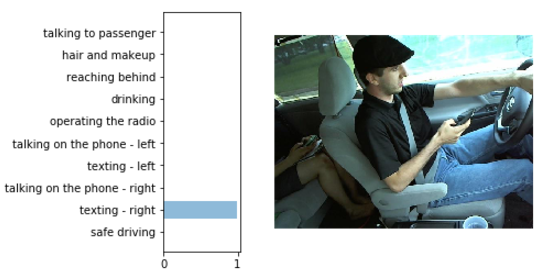 talking to passenger
hair and makeup
reaching behind
drinking
operating the radio
talking on the phone - left
texting - left
talking on the phone - right
texting - right
safe driving
0 1